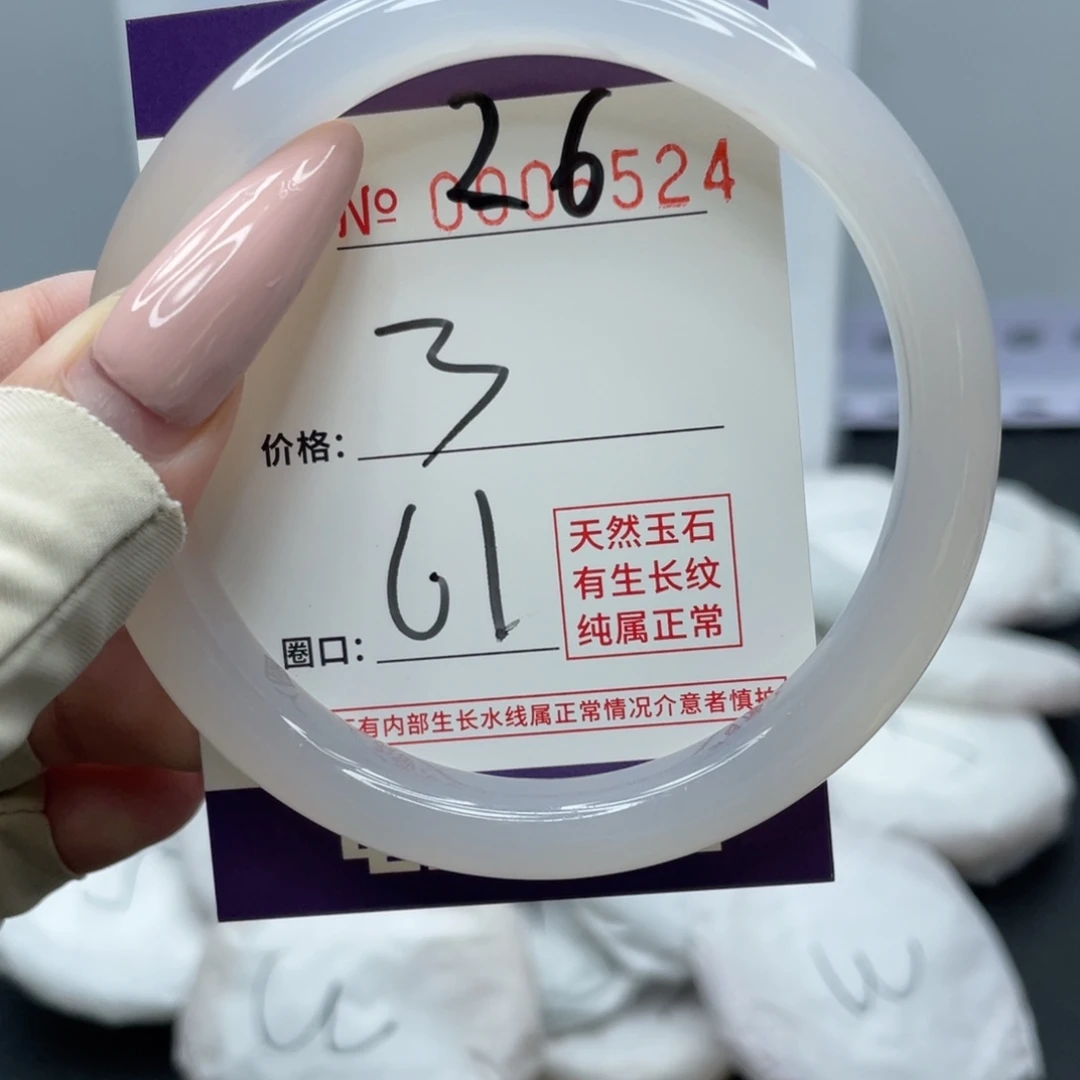 26
№ 0006524
价格: 3
圈口: 61
天然玉石
有生长纹
纯属正常
有内部生长水线属正常情况介意者慎拍